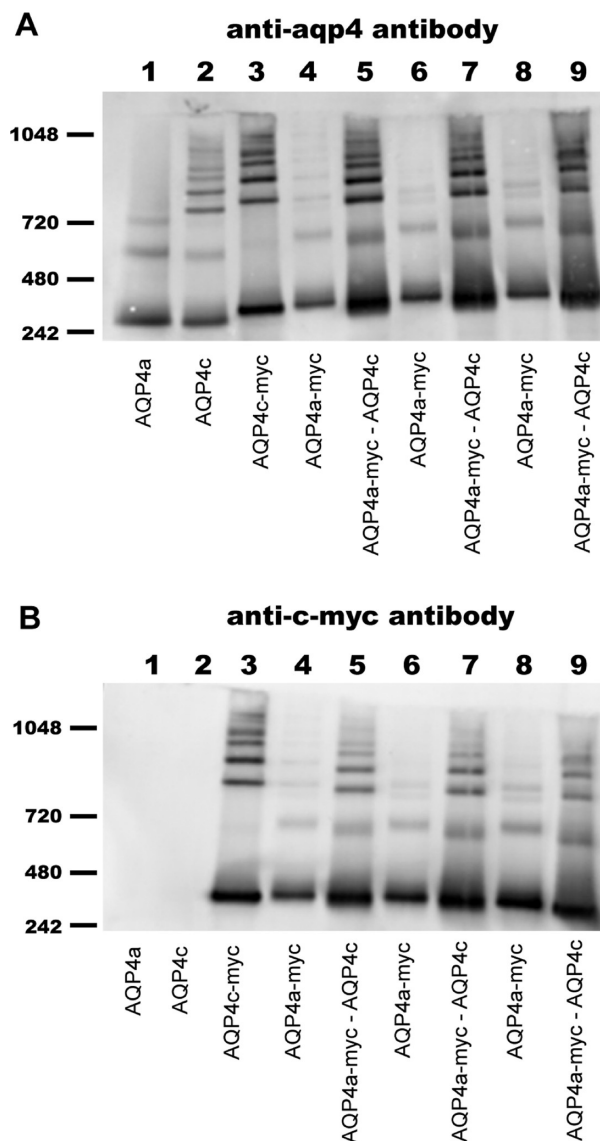 A
anti-aqp4 antibody
1 2 3 4 5 6 7 8 9
1048
720
480
242
AQP4a
AQP4c
AQP4c-myc
AQP4a-myc
AQP4a-myc - AQP4c
AQP4a-myc
AQP4a-myc - AQP4c
AQP4a-myc
AQP4a-myc - AQP4c
B
anti-c-myc antibody
1 2 3 4 5 6 7 8 9
1048
720
480
242
AQP4a
AQP4c
AQP4c-myc
AQP4a-myc
AQP4a-myc - AQP4c
AQP4a-myc
AQP4a-myc - AQP4c
AQP4a-myc
AQP4a-myc - AQP4c